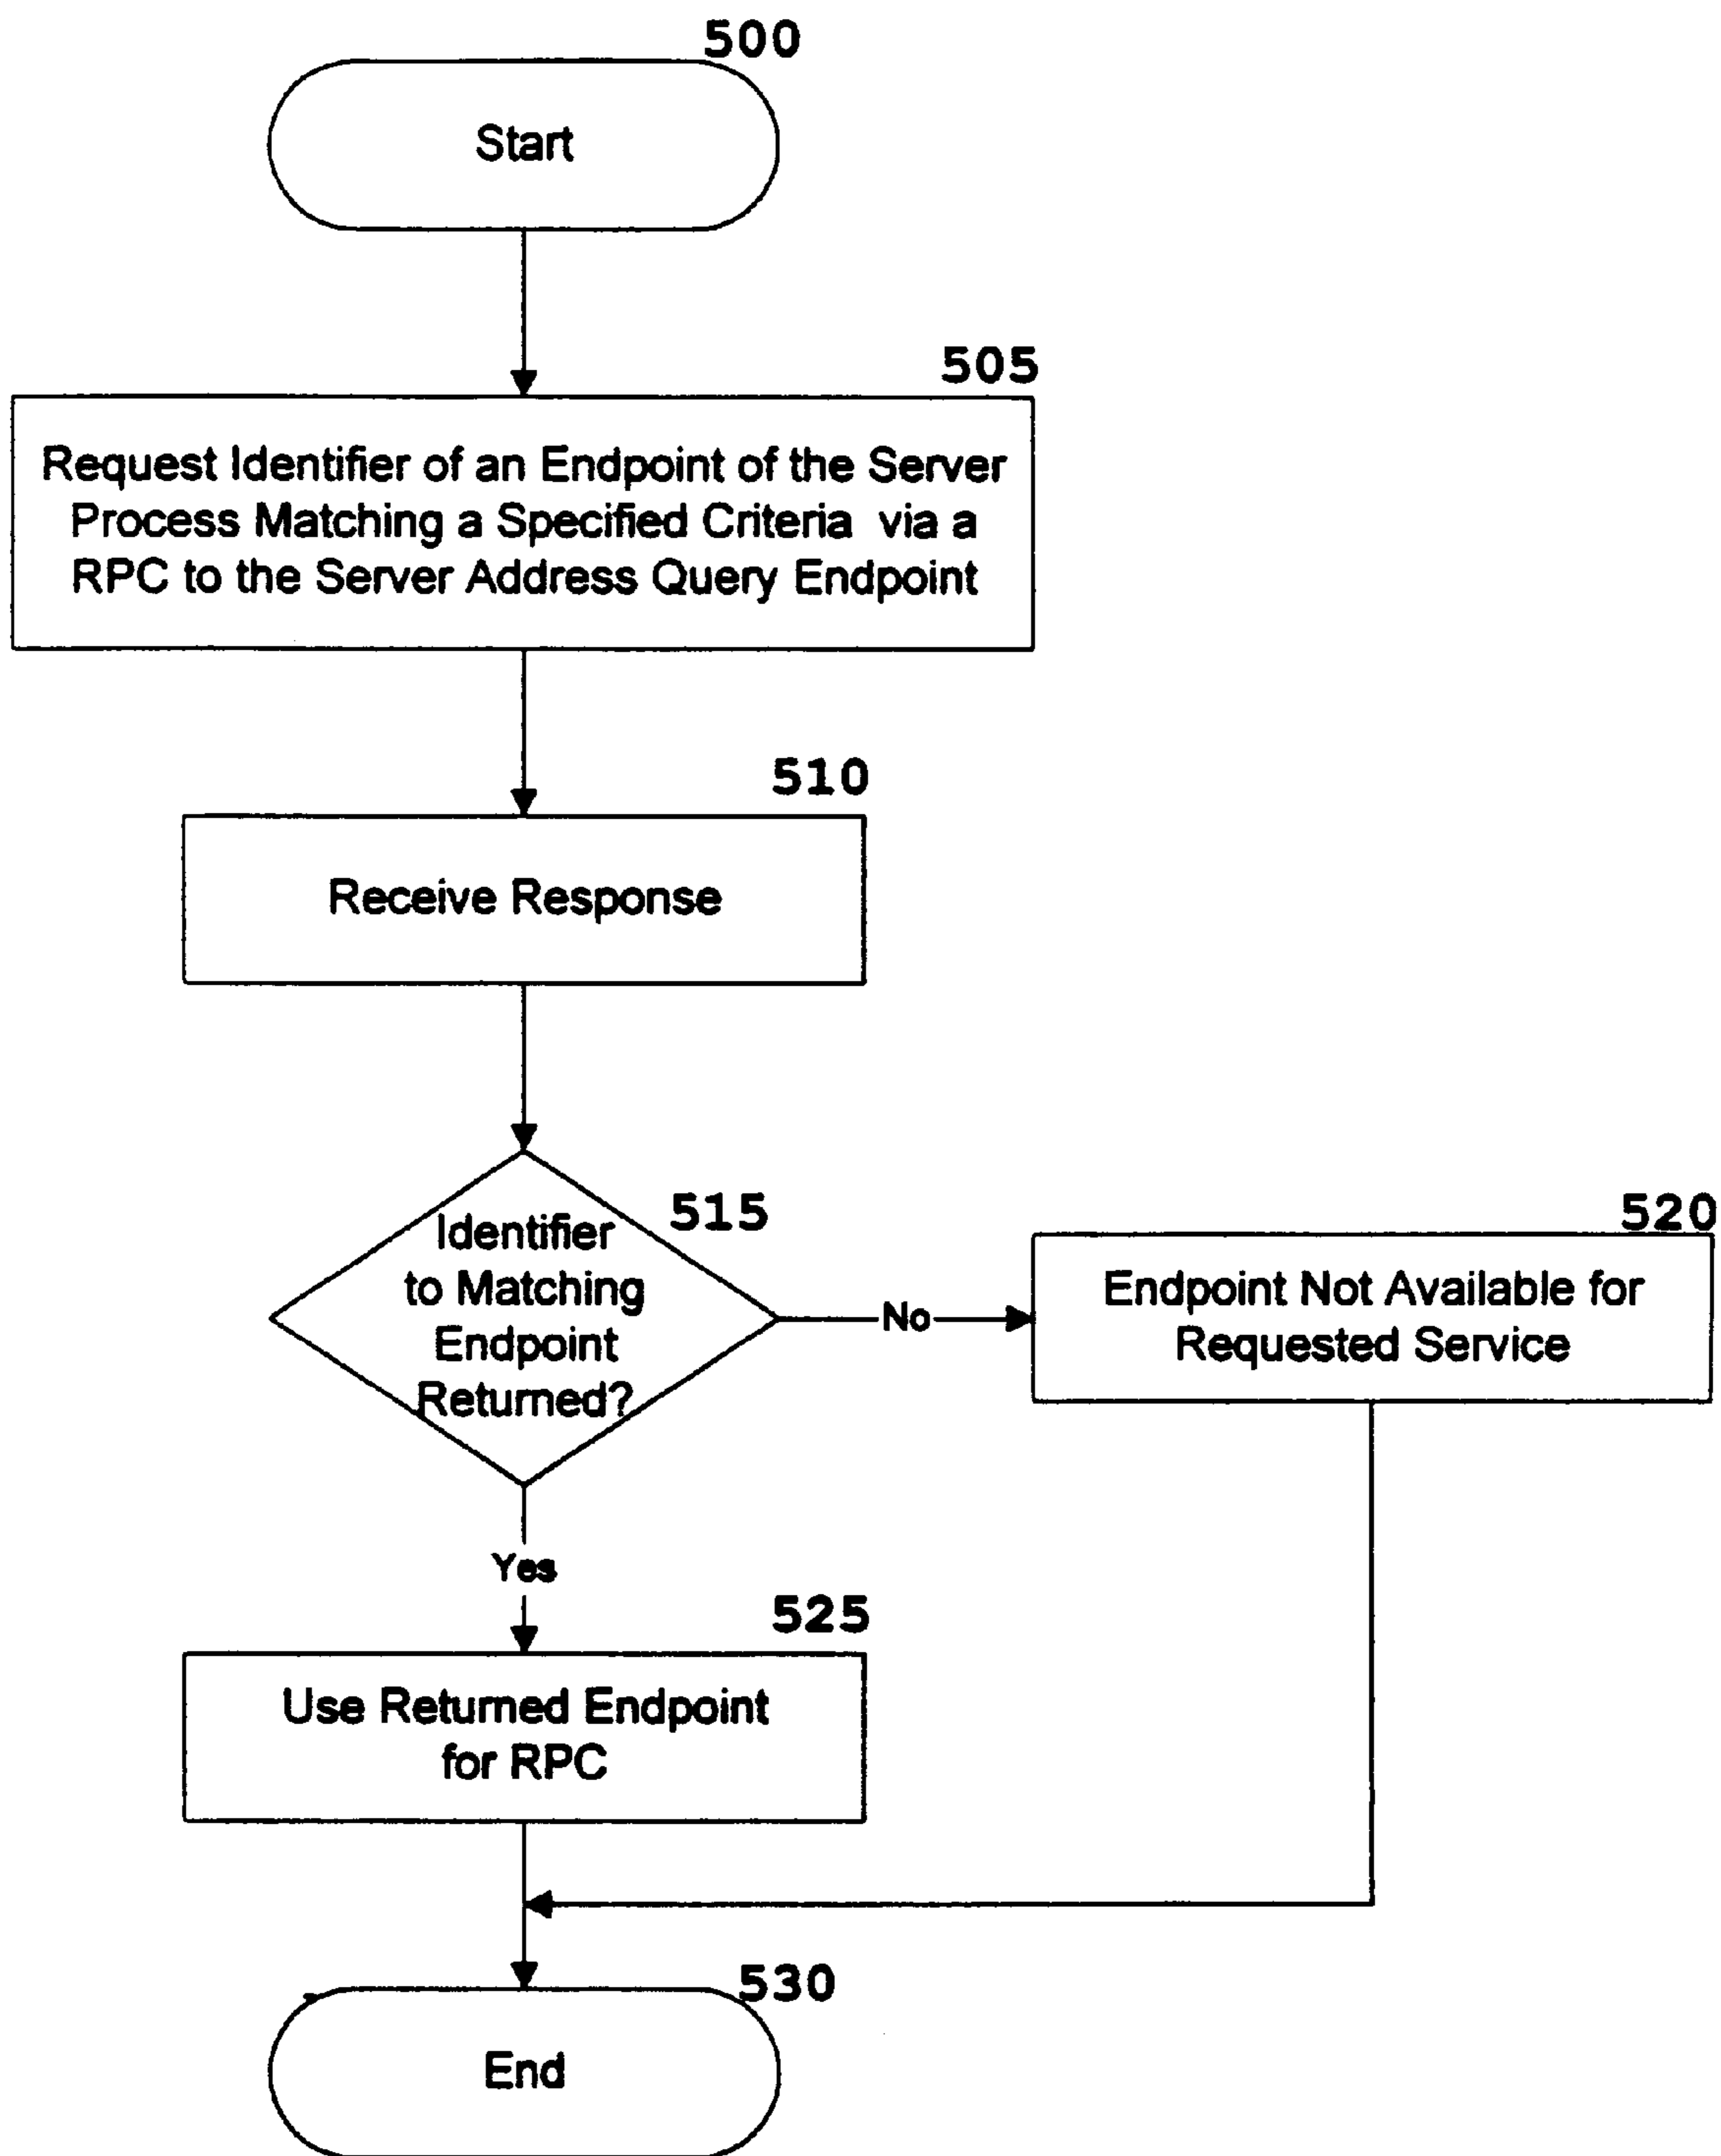 500
Start
505
Request Identifier of an Endpoint of the Server
Process Matching a Specified Criteria via a
RPC to the Server Address Query Endpoint
510
Receive Response
515
Identifier
to Matching
Endpoint
Returned?
No
520
Endpoint Not Available for
Requested Service
Yes
525
Use Returned Endpoint
for RPC
530
End